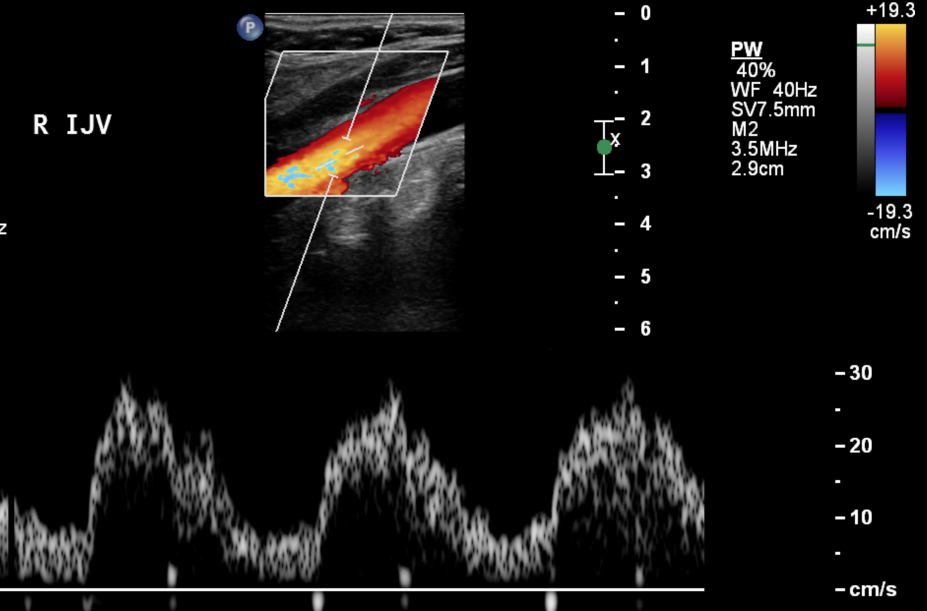 P
R IJV
z
0
1
2
3
4
5
6
x
PW
40%
WF 40Hz
SV7.5mm
M2
3.5MHz
2.9cm
+19.3
-19.3
cm/s
30
20
10
cm/s